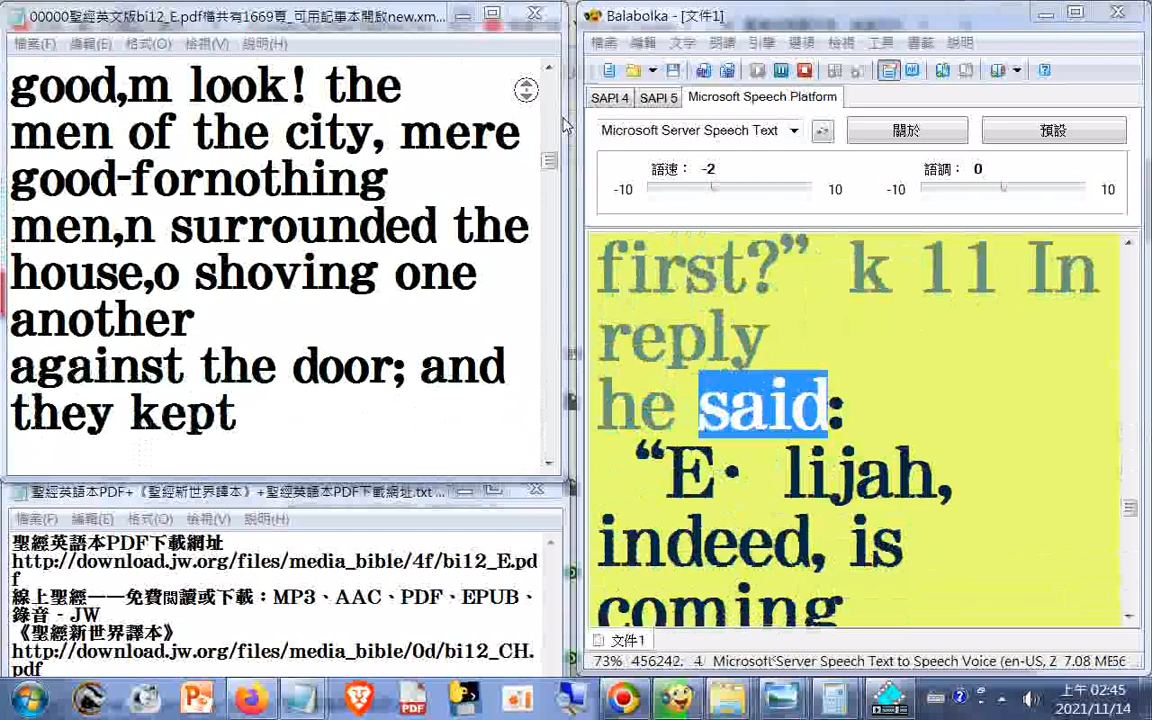 00000聖經英文版bi12_E.pdf檔共有1669頁_可用記事本開啟new.xm...
檔案(F) 編輯(E) 格式(O) 檢視(V) 說明(H)
good,m look! the
men of the city, mere
good-fornothing
men,n surrounded the
house,o shoving one
another
against the door; and
they kept
聖經英語本PDF+《聖經新世界譯本》+聖經英語本PDF下載網址.txt ...
檔案(F) 編輯(E) 格式(O) 檢視(V) 說明(H)
聖經英語本PDF下載網址
http://download.jw.org/files/media_bible/4f/bi12_E.pd
f
線上聖經——免費閱讀或下載：MP3、AAC、PDF、EPUB、
錄音 - JW
《聖經新世界譯本》
http://download.jw.org/files/media_bible/0d/bi12_CH.
pdf
Balabolka - [文件1]
檔案 編輯 文字 朗讀 引擎 選項 檢視 工具 書籤 說明
SAPI 4 SAPI 5 Microsoft Speech Platform
Microsoft Server Speech Text 關於 預設
語速： -2 語調： 0
-10 10 -10 10
first?” k 11 In
reply
he said:
“E· lijah,
indeed, is
coming
文件1
73% 456242, 4 Microsoft Server Speech Text to Speech Voice (en-US, Z 7.08 ME56
PDF
上午 02:45
2021/11/14